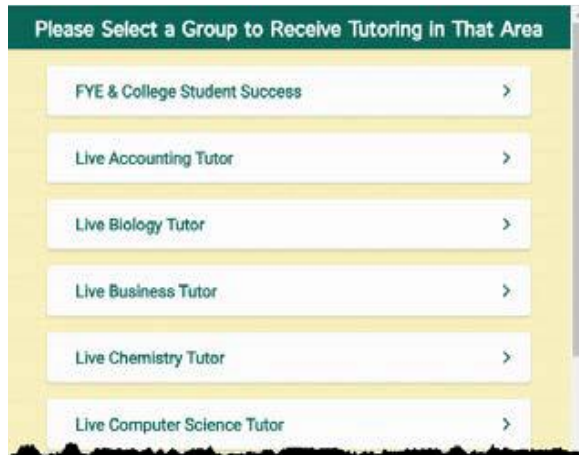 Please Select a Group to Receive Tutoring in That Area
FYE & College Student Success
Live Accounting Tutor
Live Biology Tutor
Live Business Tutor
Live Chemistry Tutor
Live Computer Science Tutor